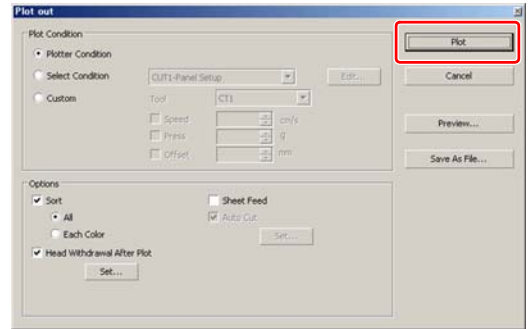 Plot out
Plot Condition
Plotter Condition
Select Condition
CUT1-Panel Setup
Edit...
Custom
Tool
CT1
Speed
cm/s
Press
g
Offset
mm
Plot
Cancel
Preview...
Save As File...
Options
Sort
All
Each Color
Head Withdrawal After Plot
Set...
Sheet Feed
Auto Cut
Set...